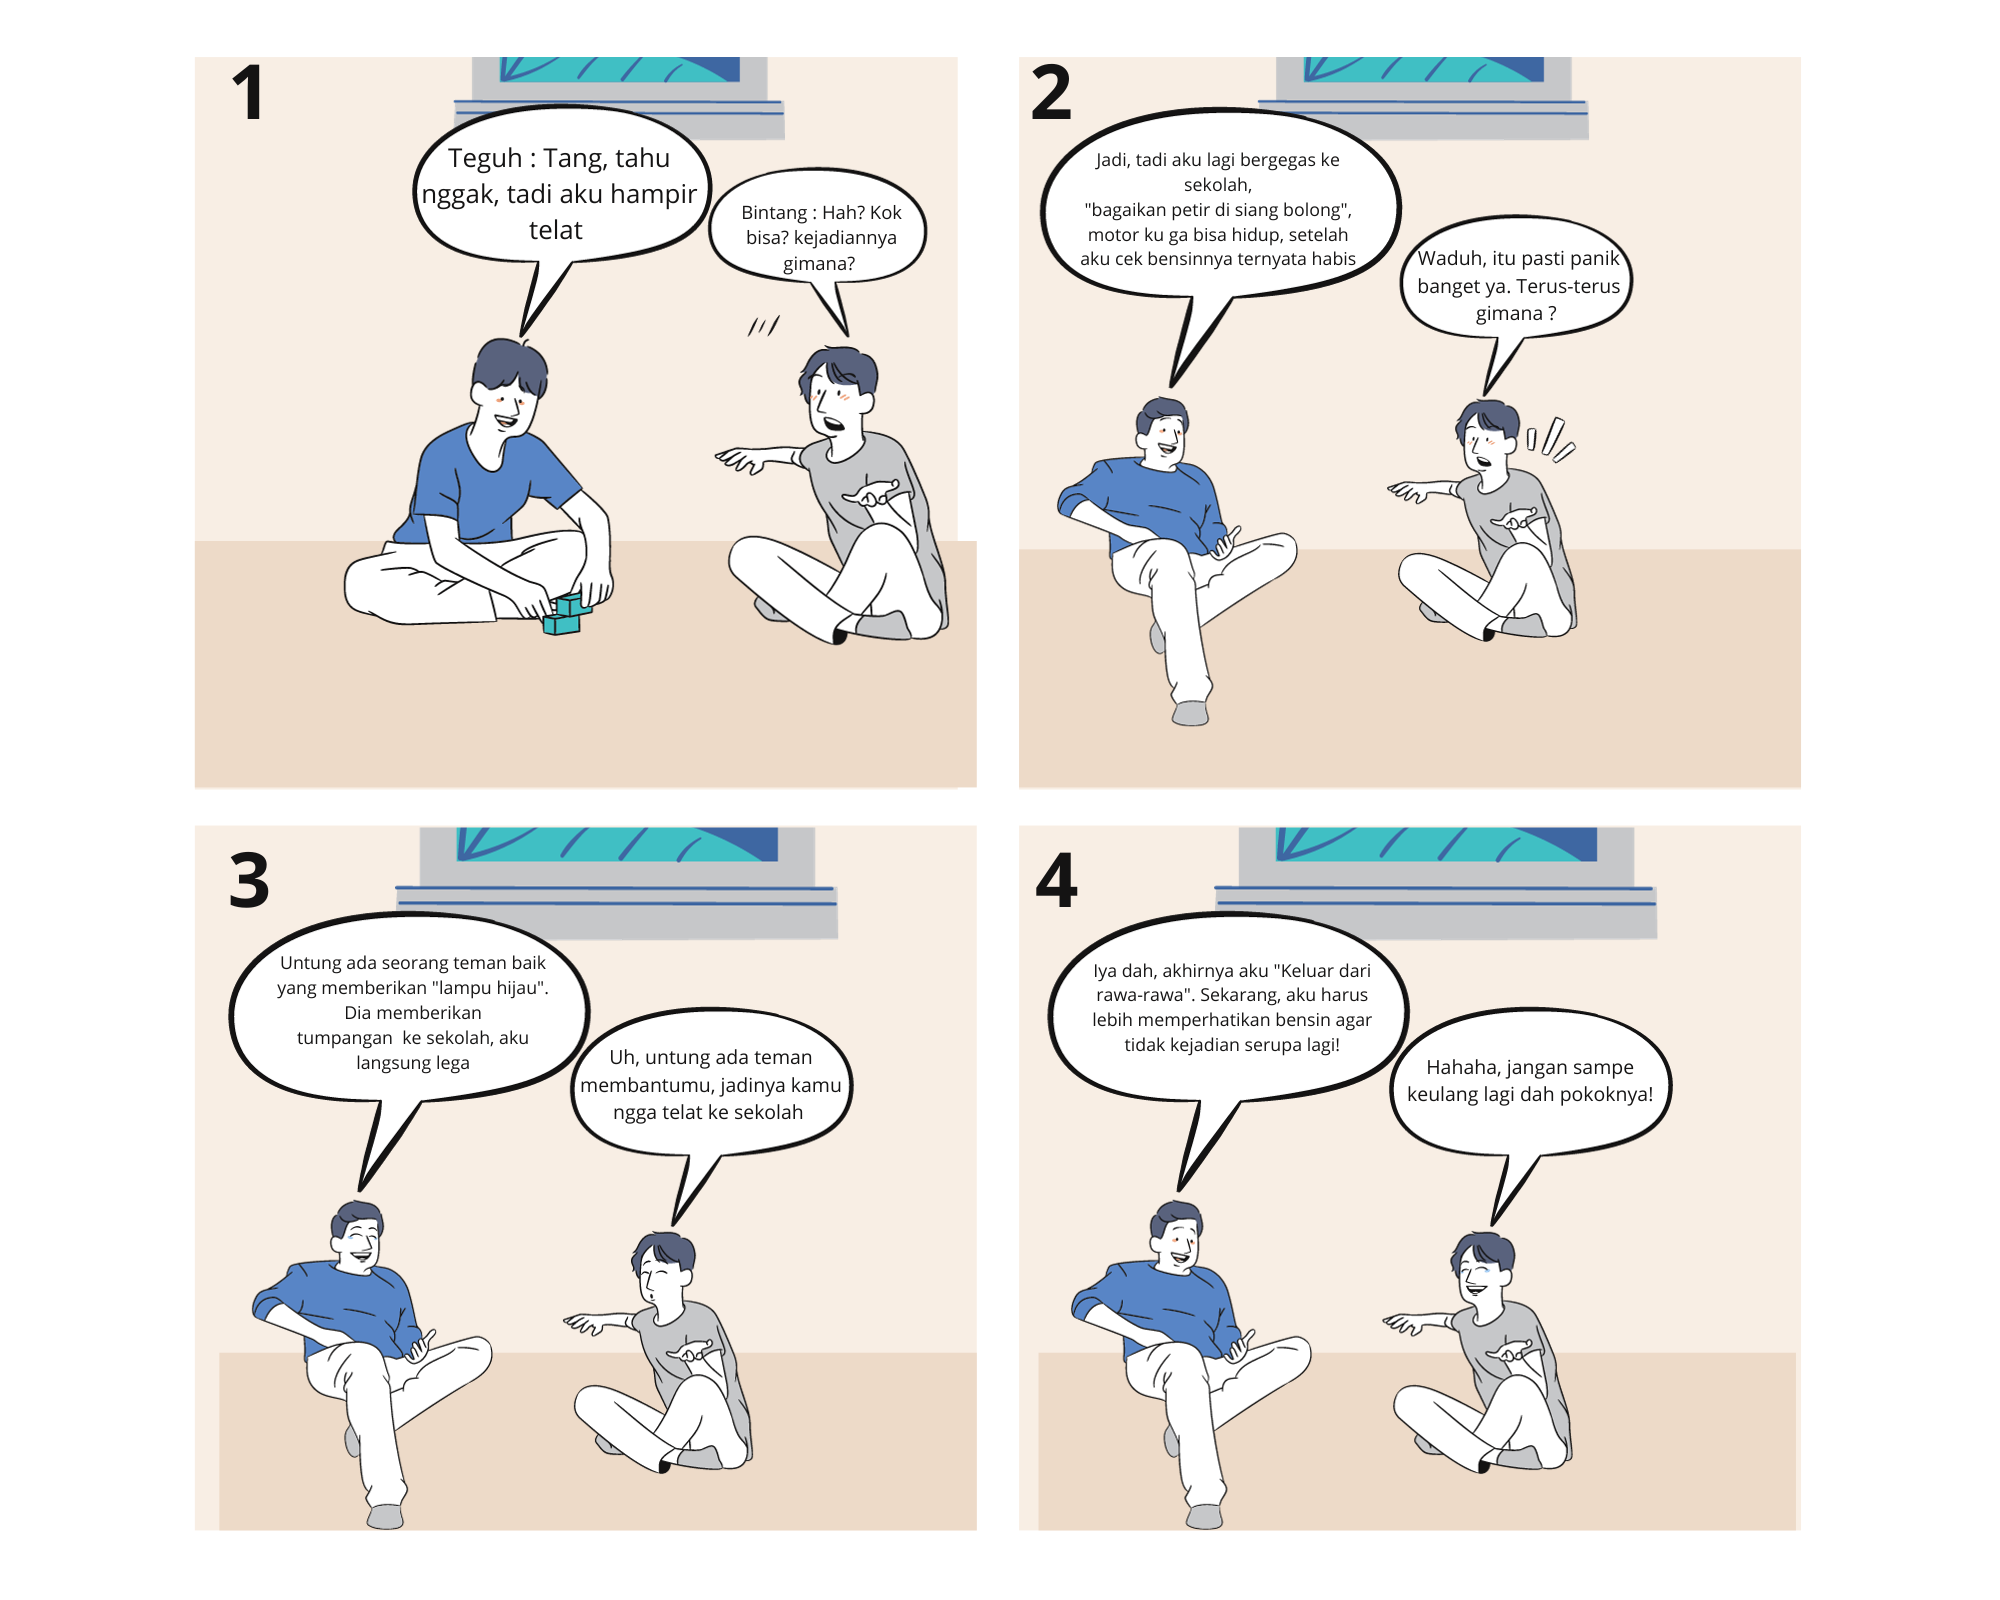 1
Teguh : Tang, tahu
nggak, tadi aku hampir
telat
Bintang : Hah? Kok
bisa? kejadiannya
gimana?
2
Jadi, tadi aku lagi bergegas ke
sekolah,
"bagaikan petir di siang bolong",
motor ku ga bisa hidup, setelah
aku cek bensinnya ternyata habis
Waduh, itu pasti panik
banget ya. Terus-terus
gimana ?
3
Untung ada seorang teman baik
yang memberikan "lampu hijau".
Dia memberikan
tumpangan  ke sekolah, aku
langsung lega
Uh, untung ada teman
membantumu, jadinya kamu
ngga telat ke sekolah
4
Iya dah, akhirnya aku "Keluar dari
rawa-rawa". Sekarang, aku harus
lebih memperhatikan bensin agar
tidak kejadian serupa lagi!
Hahaha, jangan sampe
keulang lagi dah pokoknya!